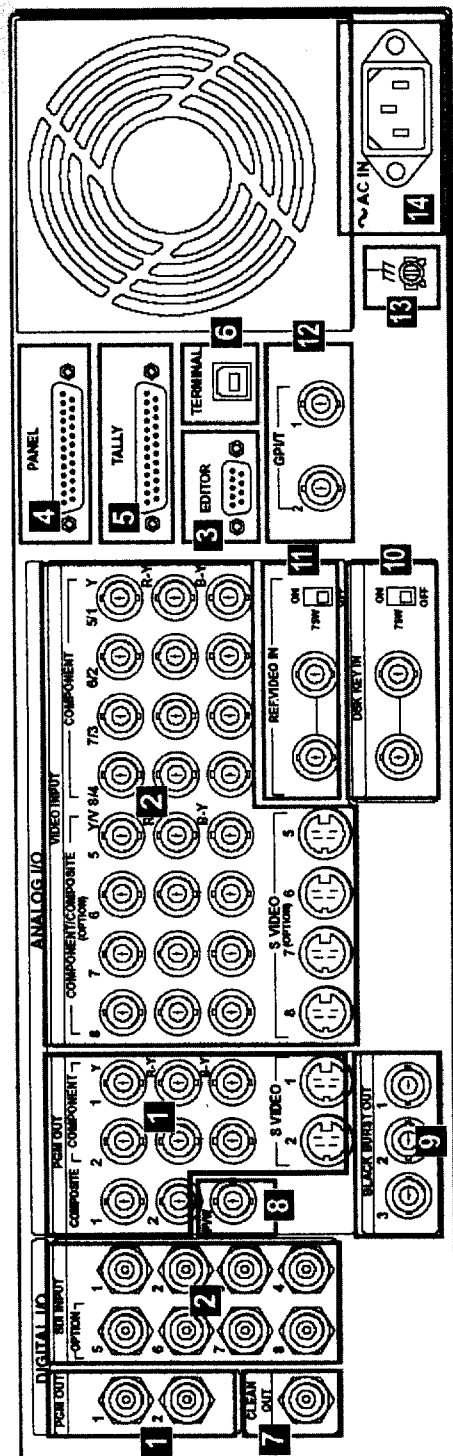 DIGITAL I/O
ANALOG I/O
PGM OUT
1
2
1
CLEAN OUT
7
SDI INPUT
OPTION
5
1
6
2
2
7
3
8
4
PGM OUT
COMPOSITE
COMPONENT
1
2
1
Y
R-Y
B-Y
1
2
8
S VIDEO
2
1
BLACK BURST OUT
3
2
1
9
VIDEO INPUT
COMPONENT/COMPOSITE
(OPTION)
COMPONENT
8
7
6
5
Y/V
8/4
7/3
6/2
5/1
Y
B-Y
R-Y
B-Y
2
S VIDEO
(OPTION)
8
7
6
5
REF.VIDEO IN
75W
ON
11
DSK KEY IN
75W
ON
OFF
10
4
PANEL
5
TALLY
3
EDITOR
TERMINAL
6
GPI/T
2
1
12
13
~AC IN
14